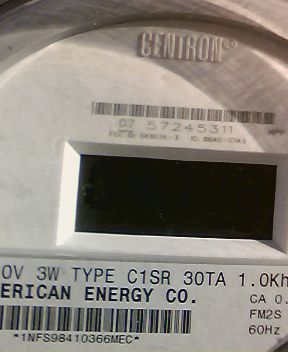 CENTRON®
07 57245311
0V 3W TYPE C1SR 30TA 1.0Kh
ERICAN ENERGY CO.
CA 0.
FM2S
*1NFS98410366MEC*
60Hz